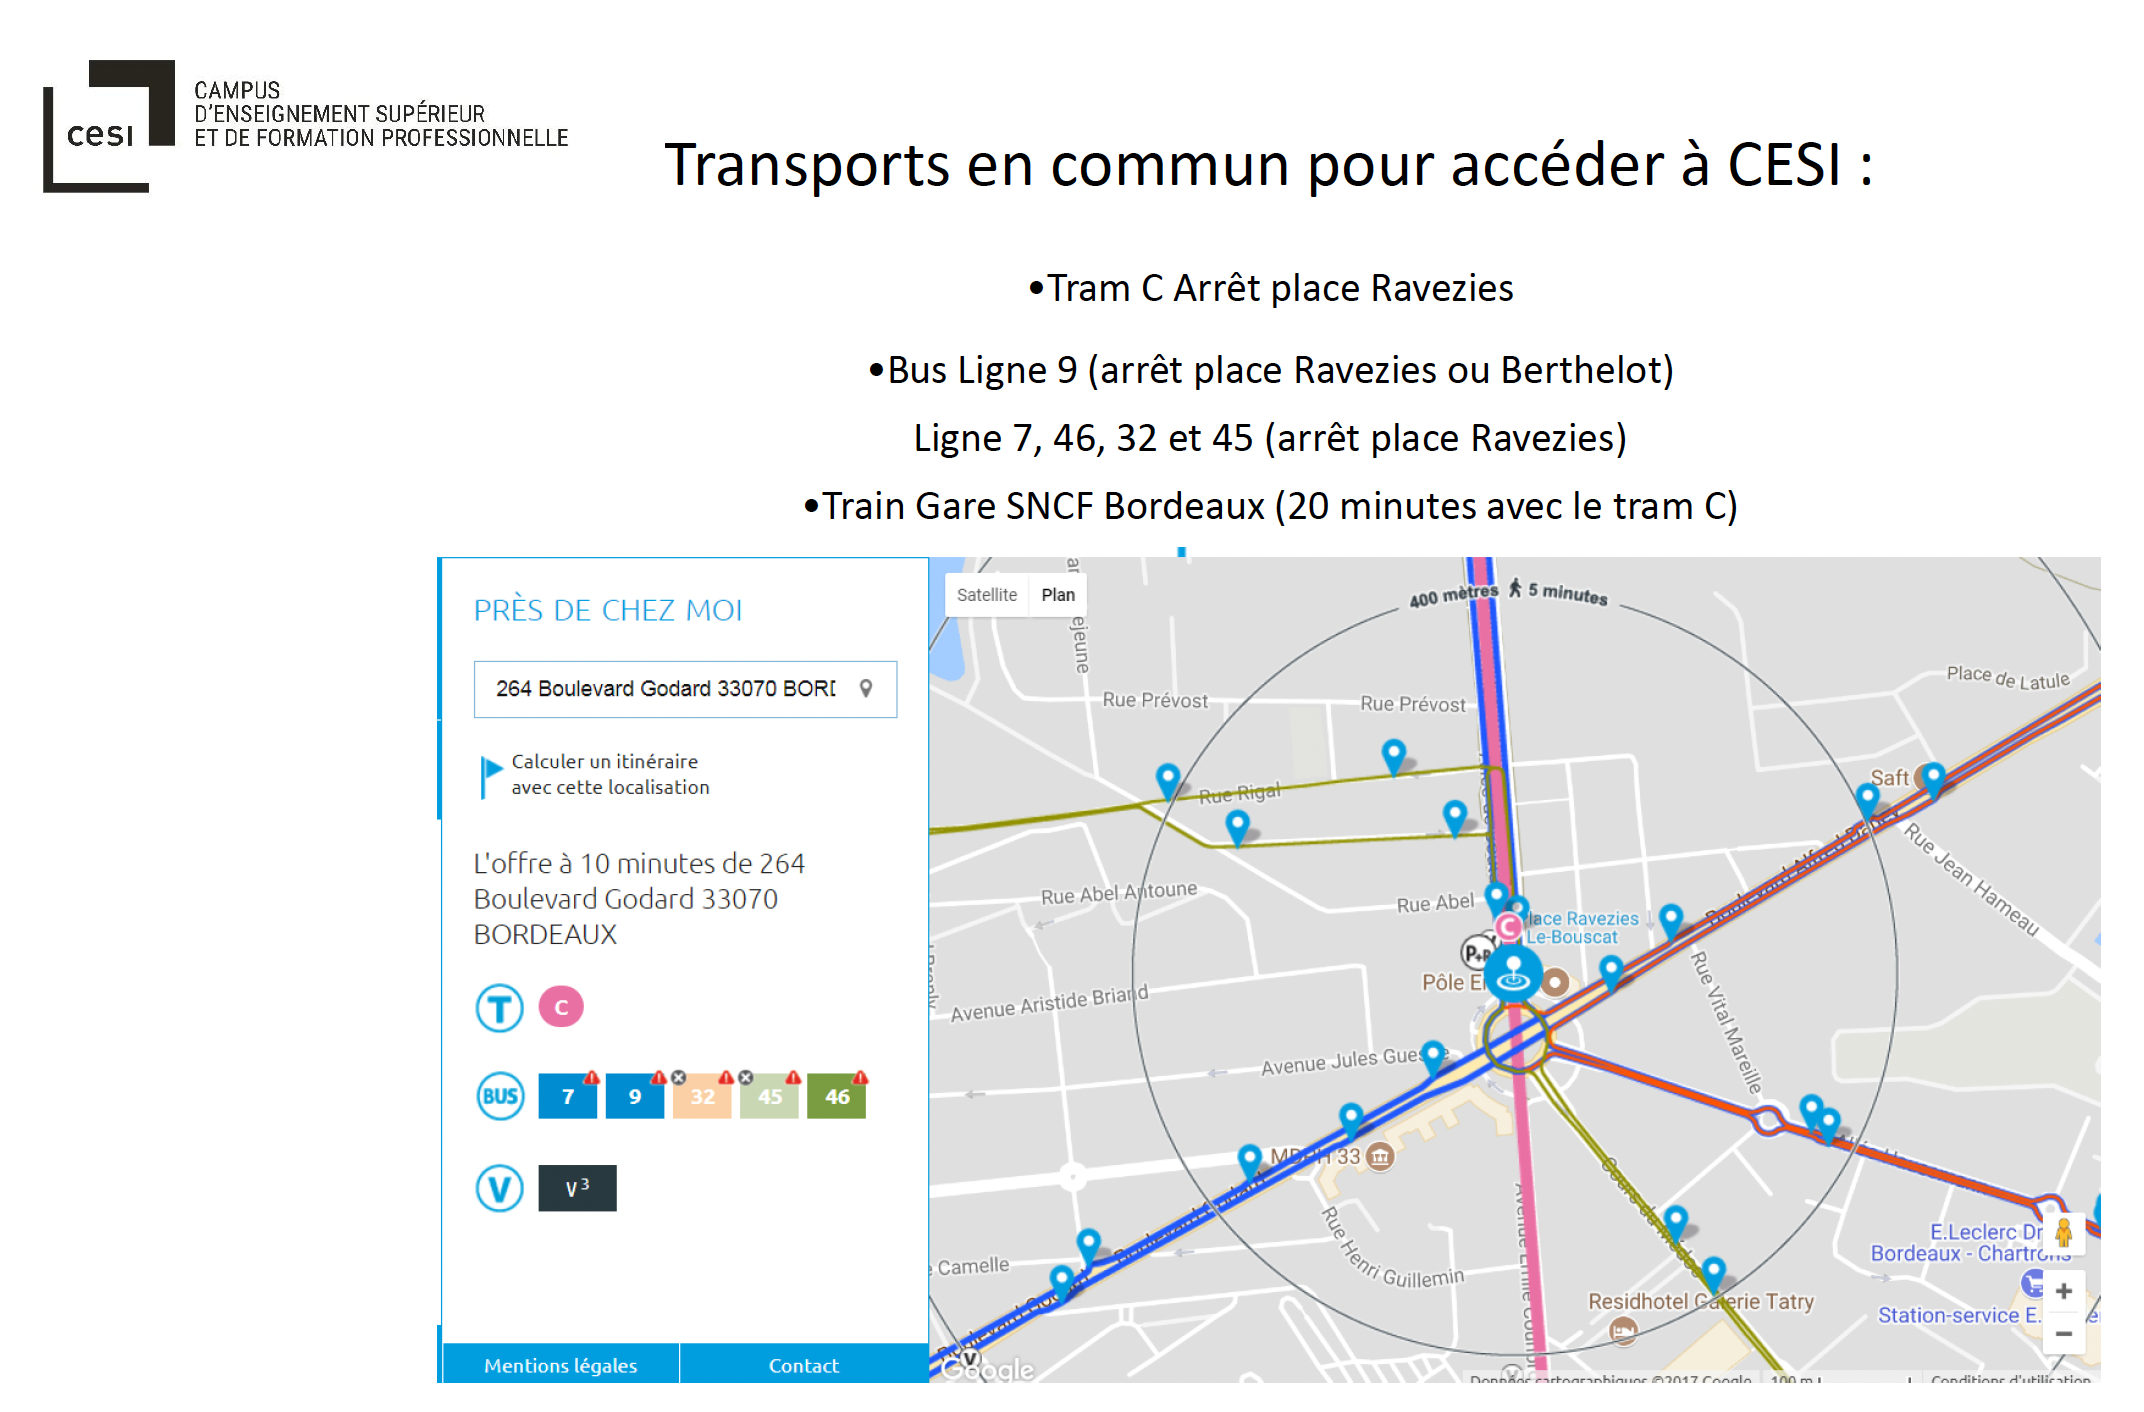 cesi
CAMPUS
D'ENSEIGNEMENT SUPÉRIEUR
ET DE FORMATION PROFESSIONNELLE
Transports en commun pour accéder à CESI :
•Tram C Arrêt place Ravezies
•Bus Ligne 9 (arrêt place Ravezies ou Berthelot)
Ligne 7, 46, 32 et 45 (arrêt place Ravezies)
•Train Gare SNCF Bordeaux (20 minutes avec le tram C)
PRÈS DE CHEZ MOI
264 Boulevard Godard 33070 BORD
Calculer un itinéraire
avec cette localisation
L'offre à 10 minutes de 264
Boulevard Godard 33070
BORDEAUX
T C
BUS 7 9 32 45 46
V V3
Mentions légales Contact
Satellite Plan
400 mètres 5 minutes
Place de Latule
Rue Prévost
Rue Prévost
Saft
Rue Rigal
Rue Jean Hameau
Rue Abel Antoune
Rue Abel
Place Ravezies
Le-Bouscat
C
P+R
Pôle
Avenue Aristide Briand
Rue Vital Mareille
Avenue Jules Guesde
MDPH 33
Cours du Médoc
Rue Henri Guillemin
Camelle
Boulevard Godard
E.Leclerc Dr
Bordeaux - Chartrons
Residhotel Galerie Tatry
Station-service E.
V
Google
Données cartographiques ©2017 Google 100 m Conditions d'utilisation